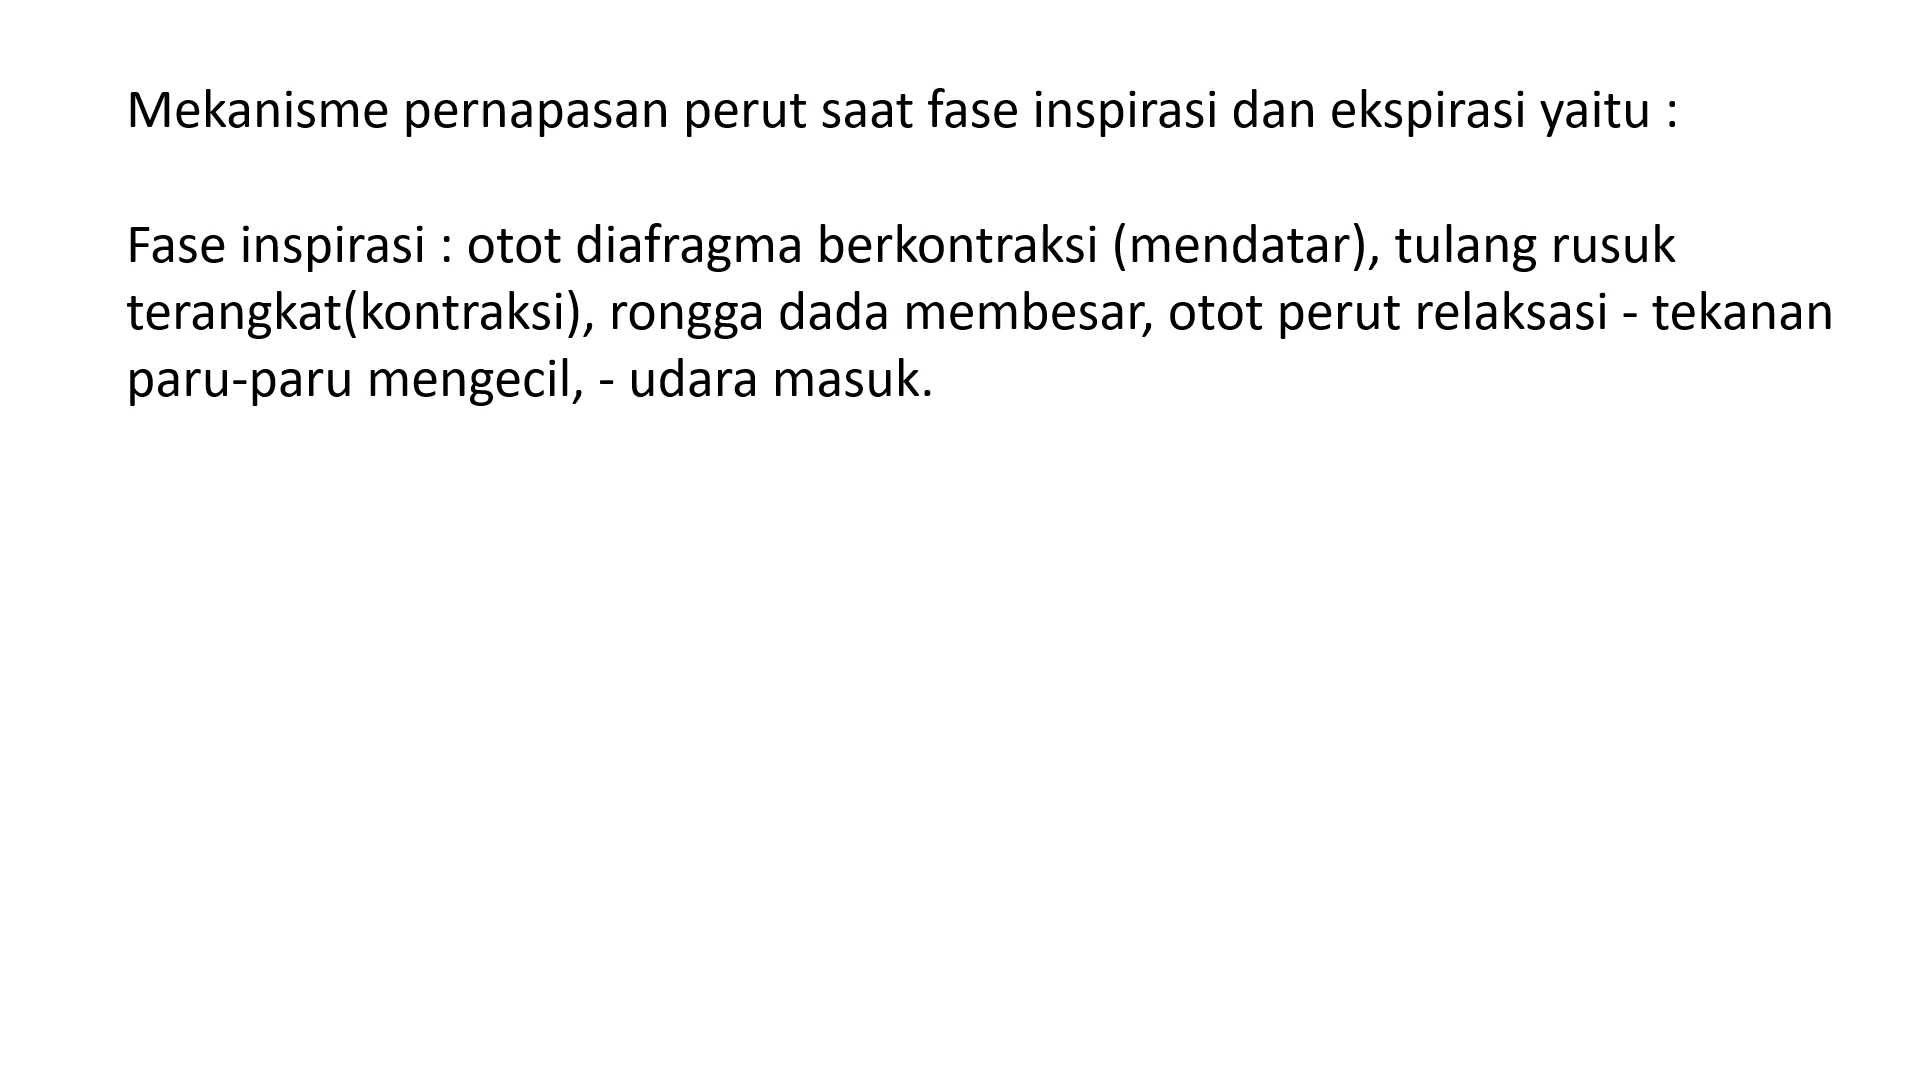 Mekanisme pernapasan perut saat fase inspirasi dan ekspirasi yaitu :
Fase inspirasi : otot diafragma berkontraksi (mendatar), tulang rusuk
terangkat(kontraksi), rongga dada membesar, otot perut relaksasi - tekanan
paru-paru mengecil, - udara masuk.